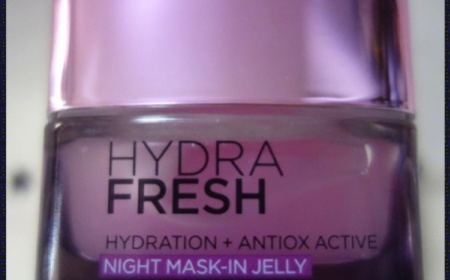 HYDRA
FRESH
HYDRATION + ANTIOX ACTIVE
NIGHT MASK-IN JELLY